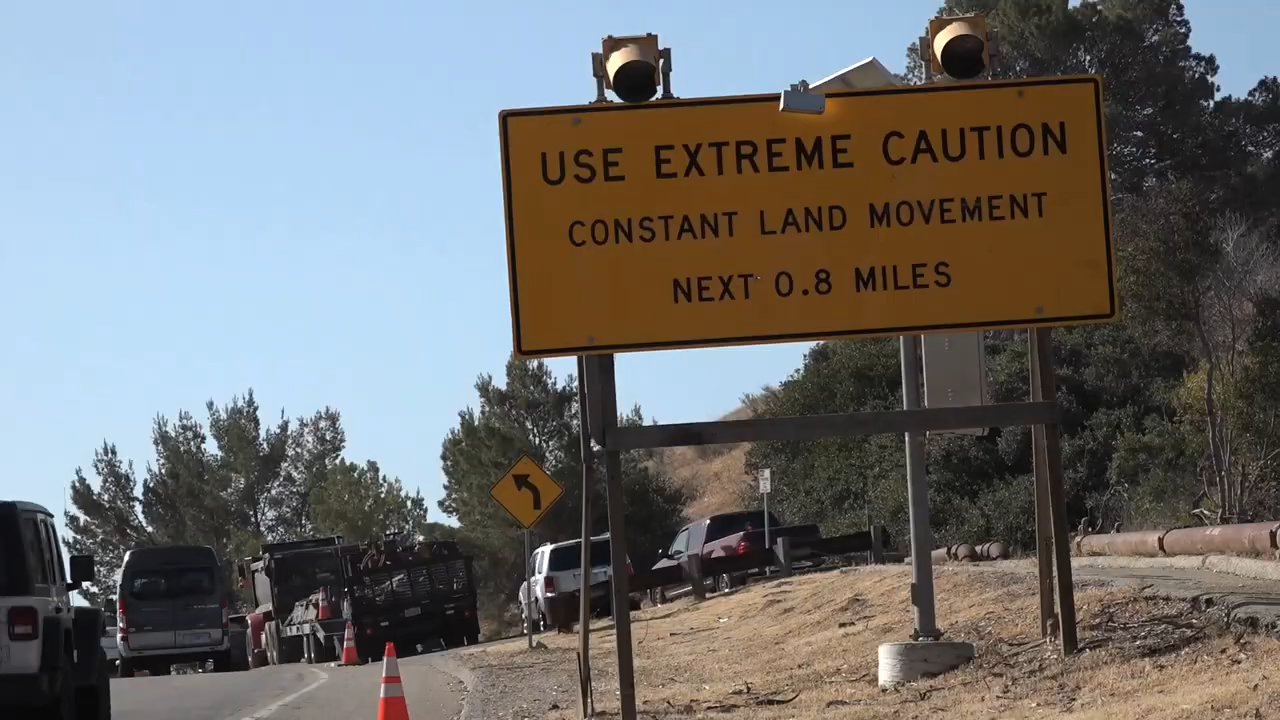 USE EXTREME CAUTION
CONSTANT LAND MOVEMENT
NEXT 0.8 MILES